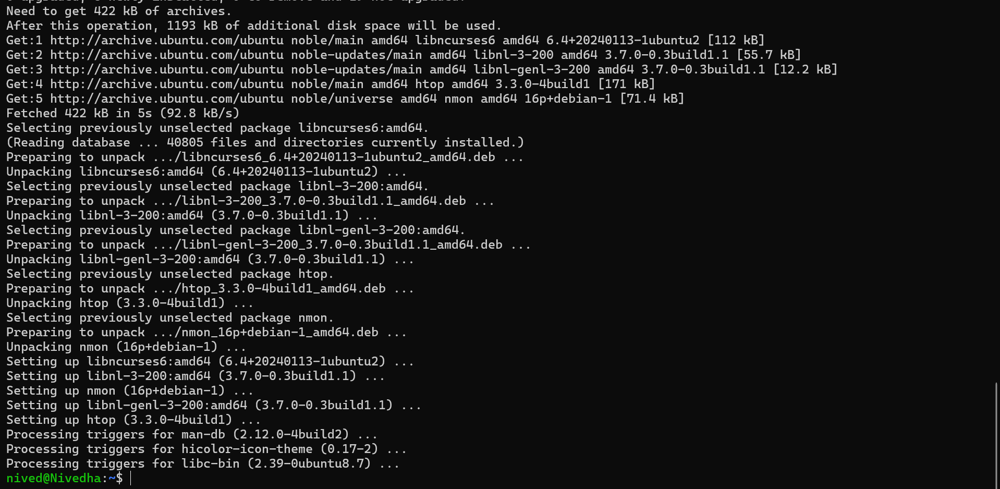 Need to get 422 kB of archives.
After this operation, 1193 kB of additional disk space will be used.
Get:1 http://archive.ubuntu.com/ubuntu noble/main amd64 libncurses6 amd64 6.4+20240113-1ubuntu2 [112 kB]
Get:2 http://archive.ubuntu.com/ubuntu noble-updates/main amd64 libnl-3-200 amd64 3.7.0-0.3build1.1 [55.7 kB]
Get:3 http://archive.ubuntu.com/ubuntu noble-updates/main amd64 libnl-genl-3-200 amd64 3.7.0-0.3build1.1 [12.2 kB]
Get:4 http://archive.ubuntu.com/ubuntu noble/main amd64 htop amd64 3.3.0-4build1 [171 kB]
Get:5 http://archive.ubuntu.com/ubuntu noble/universe amd64 nmon amd64 16p+debian-1 [71.4 kB]
Fetched 422 kB in 5s (92.8 kB/s)
Selecting previously unselected package libncurses6:amd64.
(Reading database ... 40805 files and directories currently installed.)
Preparing to unpack .../libncurses6_6.4+20240113-1ubuntu2_amd64.deb ...
Unpacking libncurses6:amd64 (6.4+20240113-1ubuntu2) ...
Selecting previously unselected package libnl-3-200:amd64.
Preparing to unpack .../libnl-3-200_3.7.0-0.3build1.1_amd64.deb ...
Unpacking libnl-3-200:amd64 (3.7.0-0.3build1.1) ...
Selecting previously unselected package libnl-genl-3-200:amd64.
Preparing to unpack .../libnl-genl-3-200_3.7.0-0.3build1.1_amd64.deb ...
Unpacking libnl-genl-3-200:amd64 (3.7.0-0.3build1.1) ...
Selecting previously unselected package htop.
Preparing to unpack .../htop_3.3.0-4build1_amd64.deb ...
Unpacking htop (3.3.0-4build1) ...
Selecting previously unselected package nmon.
Preparing to unpack .../nmon_16p+debian-1_amd64.deb ...
Unpacking nmon (16p+debian-1) ...
Setting up libncurses6:amd64 (6.4+20240113-1ubuntu2) ...
Setting up libnl-3-200:amd64 (3.7.0-0.3build1.1) ...
Setting up nmon (16p+debian-1) ...
Setting up libnl-genl-3-200:amd64 (3.7.0-0.3build1.1) ...
Setting up htop (3.3.0-4build1) ...
Processing triggers for man-db (2.12.0-4build2) ...
Processing triggers for hicolor-icon-theme (0.17-2) ...
Processing triggers for libc-bin (2.39-0ubuntu8.7) ...
nived@Nivedha:~$